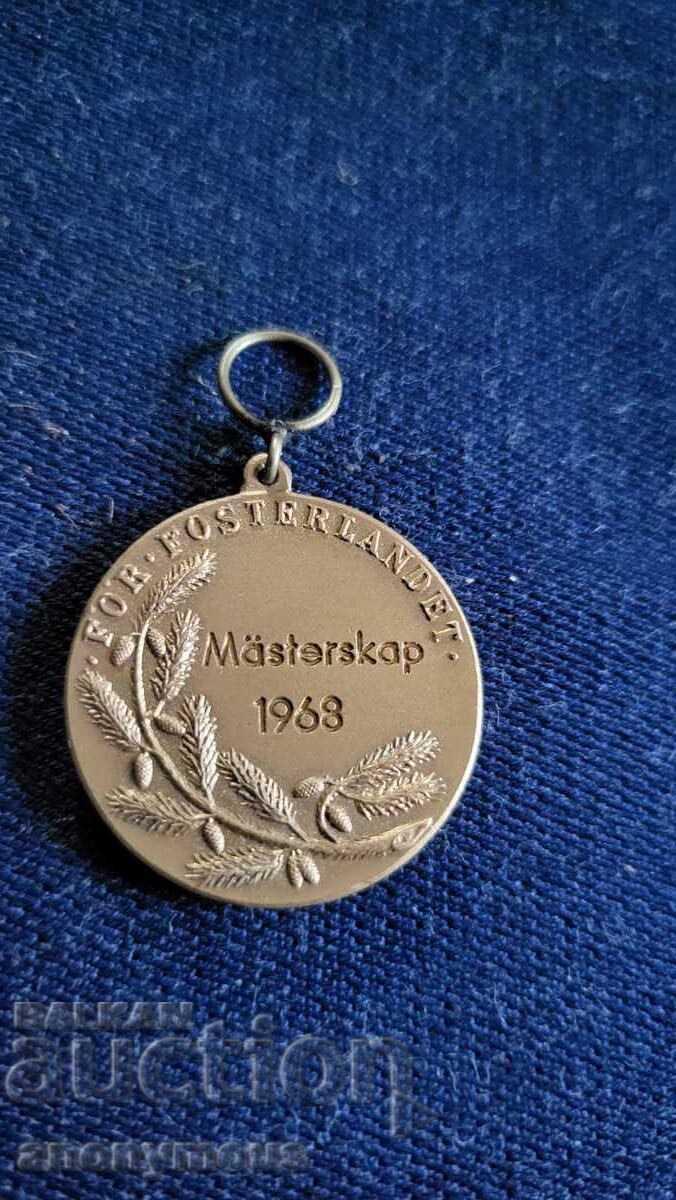 · FÖR · FOSTERLANDET ·
Mästerskap
1968
BALKAN
auction
anonymous